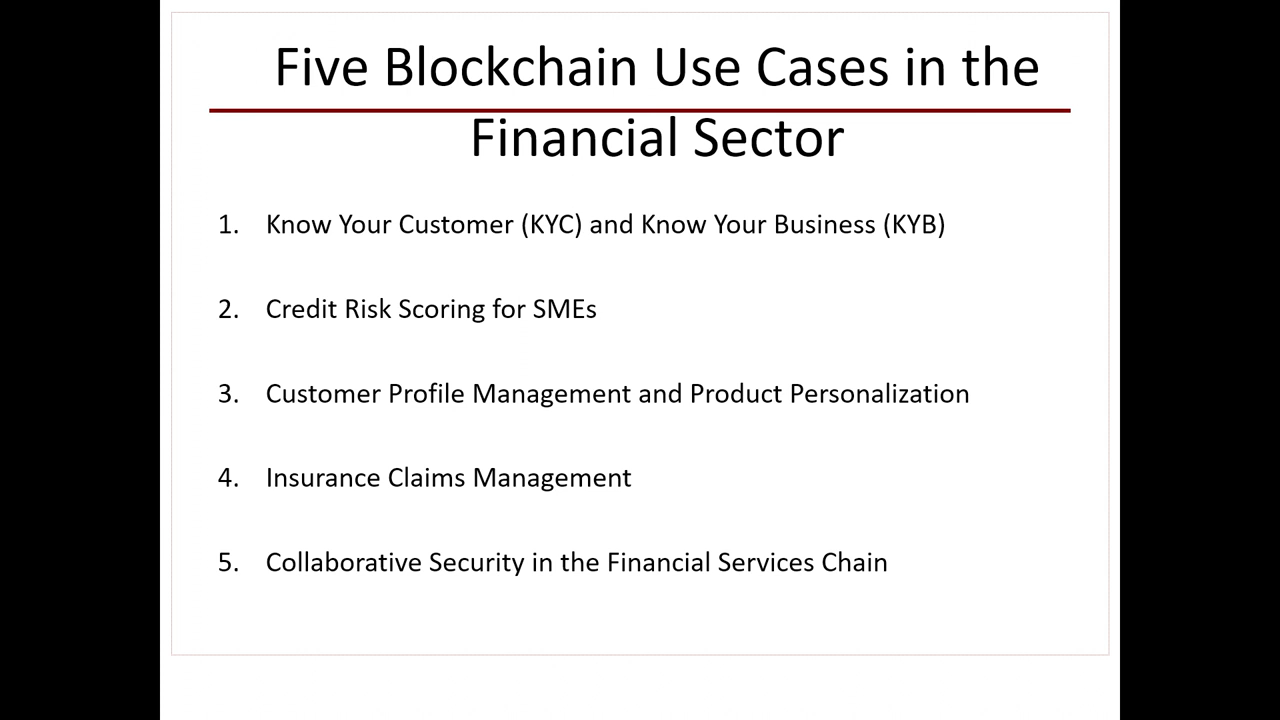 Five Blockchain Use Cases in the
Financial Sector
1. Know Your Customer (KYC) and Know Your Business (KYB)
2. Credit Risk Scoring for SMEs
3. Customer Profile Management and Product Personalization
4. Insurance Claims Management
5. Collaborative Security in the Financial Services Chain